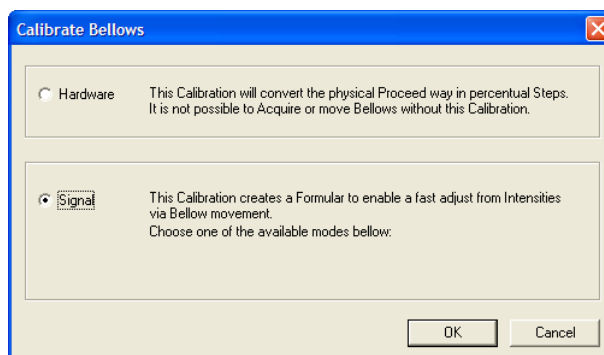 Calibrate Bellows
Hardware
This Calibration will convert the physical Proceed way in percentual Steps.
It is not possible to Acquire or move Bellows without this Calibration.
Signal
This Calibration creates a Formular to enable a fast adjust from Intensities
via Bellow movement.
Choose one of the available modes bellow:
OK
Cancel